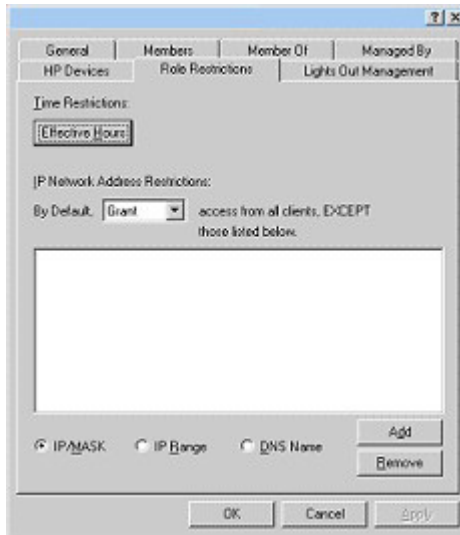 General Members Member Of Managed By
HP Devices Role Restrictions Lights Out Management
Time Restrictions:
Effective Hours
IP Network Address Restrictions:
By Default, Grant access from all clients, EXCEPT
those listed below.
IP/MASK IP Range DNS Name
Add
Remove
OK Cancel Apply